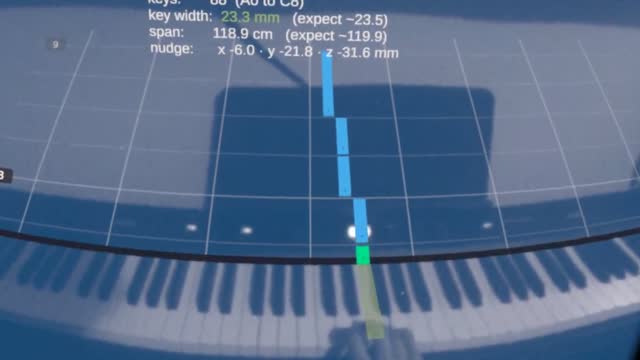 keys: 88 (A0 to C8)
key width: 23.3 mm (expect ~23.5)
span: 118.9 cm (expect ~119.9)
nudge: x -6.0 · y -21.8 · z -31.6 mm
9